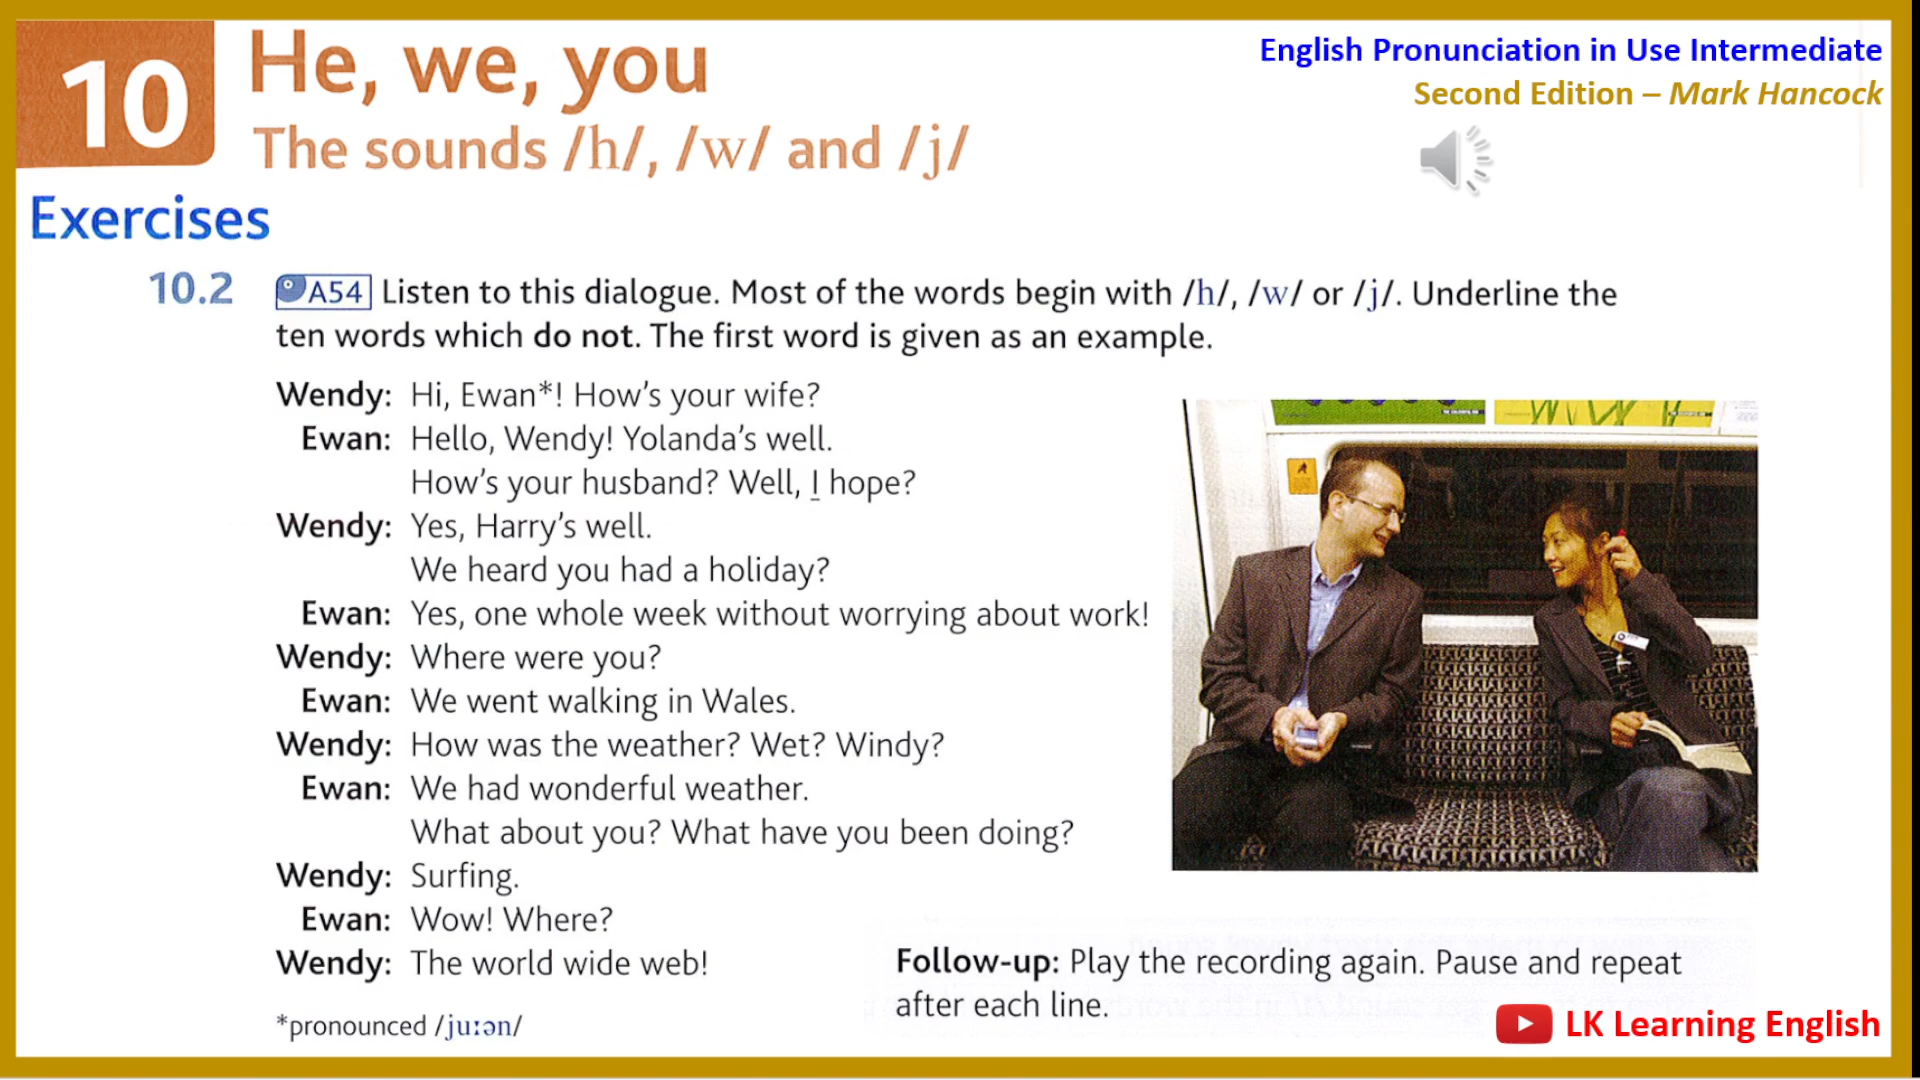 10
He, we, you
The sounds /h/, /w/ and /j/
English Pronunciation in Use Intermediate
Second Edition – Mark Hancock
Exercises
10.2 A54 Listen to this dialogue. Most of the words begin with /h/, /w/ or /j/. Underline the
ten words which do not. The first word is given as an example.
Wendy: Hi, Ewan*! How's your wife?
Ewan: Hello, Wendy! Yolanda's well.
How's your husband? Well, I hope?
Wendy: Yes, Harry's well.
We heard you had a holiday?
Ewan: Yes, one whole week without worrying about work!
Wendy: Where were you?
Ewan: We went walking in Wales.
Wendy: How was the weather? Wet? Windy?
Ewan: We had wonderful weather.
What about you? What have you been doing?
Wendy: Surfing.
Ewan: Wow! Where?
Wendy: The world wide web!
*pronounced /juːən/
Follow-up: Play the recording again. Pause and repeat
after each line.
LK Learning English